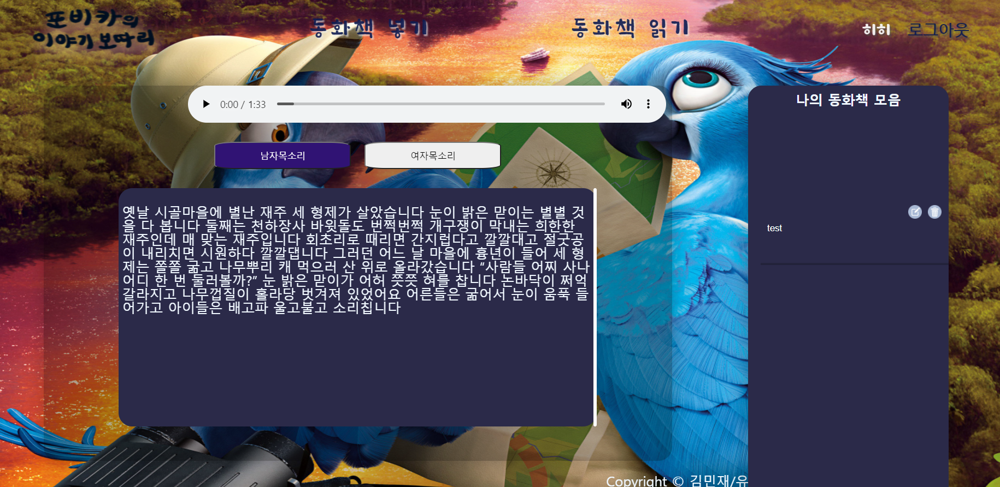 포비카의
이야기 보따리
동화책 넣기
동화책 읽기
히히
로그아웃
0:00 / 1:33
나의 동화책 모음
남자목소리
여자목소리
옛날 시골마을에 별난 재주 세 형제가 살았습니다 눈이 밝은 맏이는 별별 것
을 다 봅니다 둘째는 천하장사 바윗돌도 번쩍번쩍 개구쟁이 막내는 희한한
재주인데 매 맞는 재주입니다 회초리로 때리면 간지럽다고 깔깔대고 절굿공
이 내리치면 시원하다 깔깔댑니다 그러던 어느 날 마을에 흉년이 들어 세 형
제는 쫄쫄 굶고 나무뿌리 캐 먹으러 산 위로 올라갔습니다 “사람들 어찌 사나
어디 한 번 둘러볼까?” 눈 밝은 맏이가 어허 쯧쯧 혀를 찹니다 논바닥이 쩌억
갈라지고 나무껍질이 홀라당 벗겨져 있었어요 어른들은 굶어서 눈이 움푹 들
어가고 아이들은 배고파 울고불고 소리칩니다
test
Copyright © 김민재/유